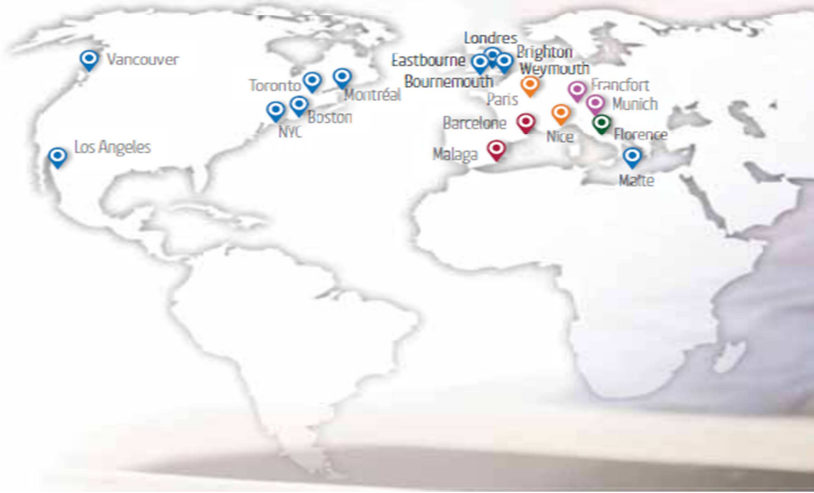 Londres
Eastbourne
Brighton
Vancouver
Weymouth
Bournemouth
Toronto
Montréal
Francfort
Paris
Munich
Boston
NYC
Barcelone
Nice
Florence
Los Angeles
Malaga
Malte